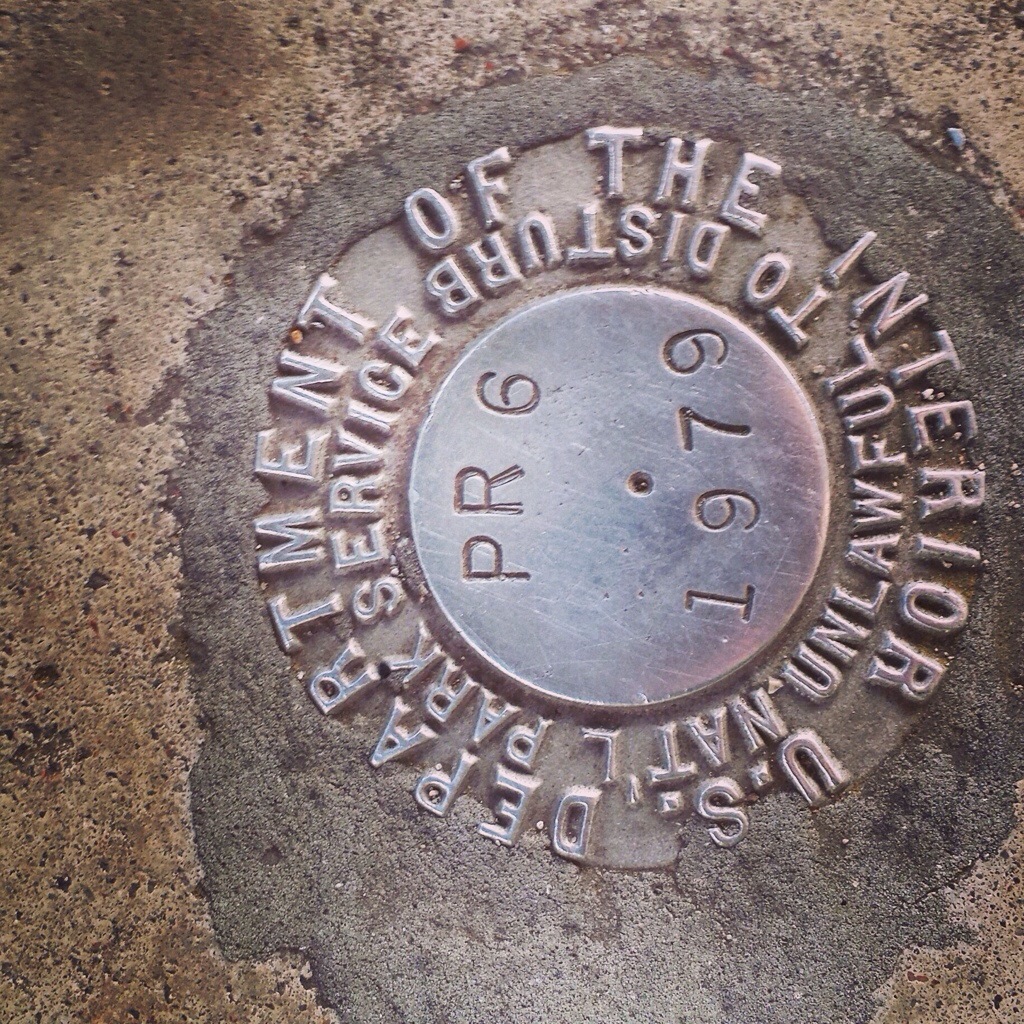 U.S. DEPARTMENT OF THE INTERIOR
NAT'L PARK SERVICE
UNLAWFUL TO DISTURB
PR 6
1979